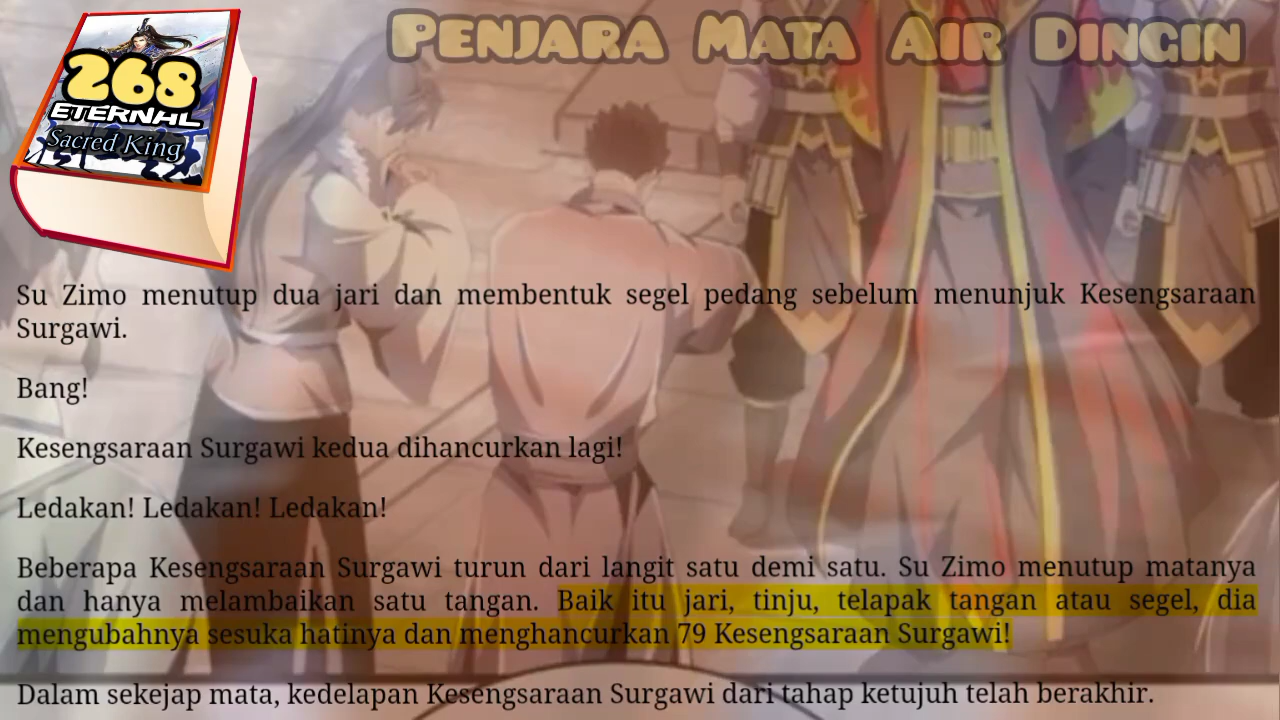 Penjara Mata Air Dingin
268
ETERNAL
Sacred King
Su Zimo menutup dua jari dan membentuk segel pedang sebelum menunjuk Kesengsaraan
Surgawi.
Bang!
Kesengsaraan Surgawi kedua dihancurkan lagi!
Ledakan! Ledakan! Ledakan!
Beberapa Kesengsaraan Surgawi turun dari langit satu demi satu. Su Zimo menutup matanya
dan hanya melambaikan satu tangan. Baik itu jari, tinju, telapak tangan atau segel, dia
mengubahnya sesuka hatinya dan menghancurkan 79 Kesengsaraan Surgawi!
Dalam sekejap mata, kedelapan Kesengsaraan Surgawi dari tahap ketujuh telah berakhir.